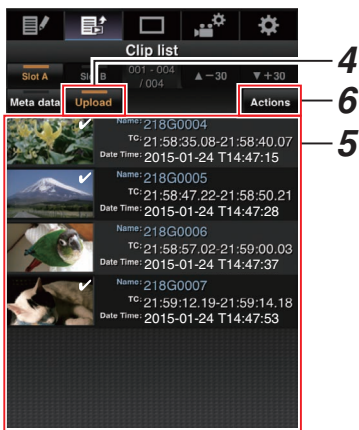 Clip list
Slot A Slot B 001 - 004 / 004 ▲-30 ▼+30
Meta data Upload Actions
4
6
5
Name: 218G0004
TC: 21:58:35.08-21:58:40.07
Date Time: 2015-01-24 T14:47:15
Name: 218G0005
TC: 21:58:47.22-21:58:50.21
Date Time: 2015-01-24 T14:47:28
Name: 218G0006
TC: 21:58:57.02-21:59:00.03
Date Time: 2015-01-24 T14:47:37
Name: 218G0007
TC: 21:59:12.19-21:59:14.18
Date Time: 2015-01-24 T14:47:53